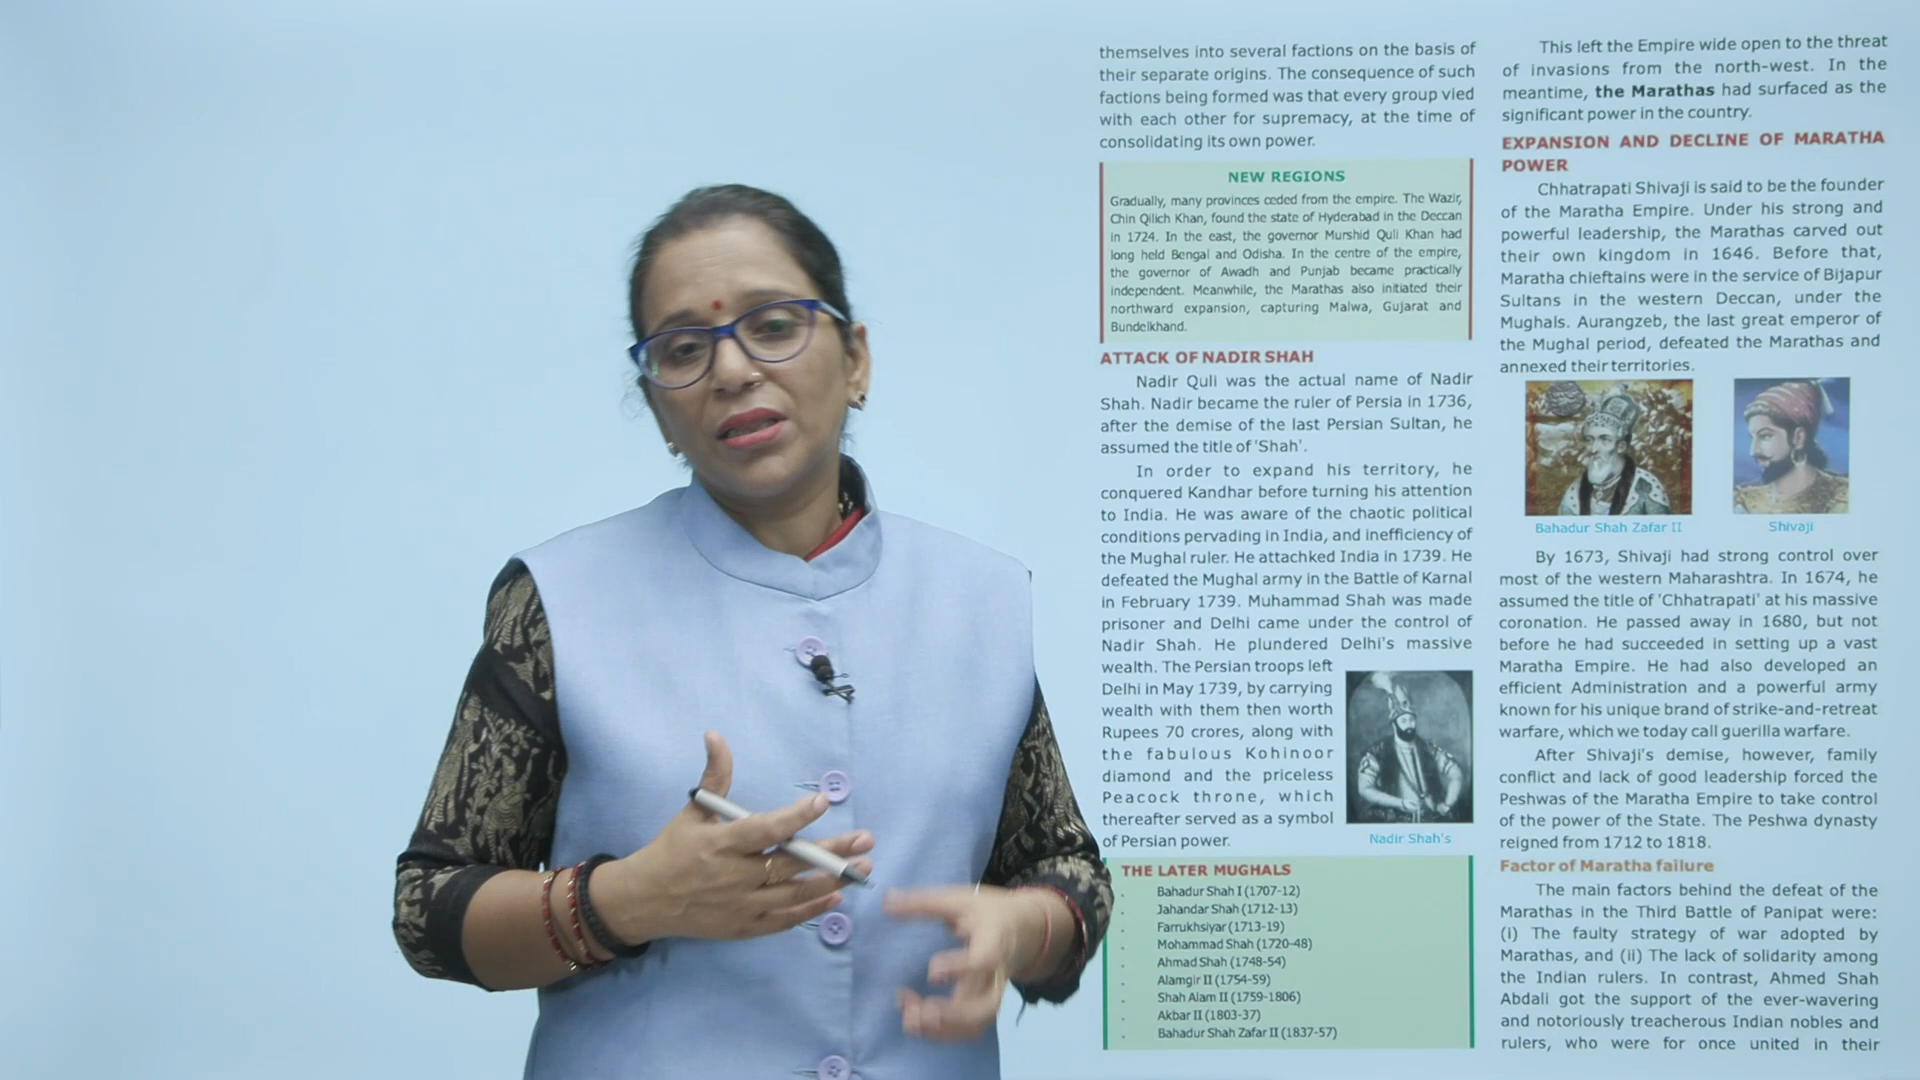 themselves into several factions on the basis of
their separate origins. The consequence of such
factions being formed was that every group vied
with each other for supremacy, at the time of
consolidating its own power.
NEW REGIONS
Gradually, many provinces ceded from the empire. The Wazir,
Chin Qilich Khan, found the state of Hyderabad in the Deccan
in 1724. In the east, the governor Murshid Quli Khan had
long held Bengal and Odisha. In the centre of the empire,
the governor of Awadh and Punjab became practically
independent. Meanwhile, the Marathas also initiated their
northward expansion, capturing Malwa, Gujarat and
Bundelkhand.
ATTACK OF NADIR SHAH
Nadir Quli was the actual name of Nadir
Shah. Nadir became the ruler of Persia in 1736,
after the demise of the last Persian Sultan, he
assumed the title of 'Shah'.
In order to expand his territory, he
conquered Kandhar before turning his attention
to India. He was aware of the chaotic political
conditions pervading in India, and inefficiency of
the Mughal ruler. He attachked India in 1739. He
defeated the Mughal army in the Battle of Karnal
in February 1739. Muhammad Shah was made
prisoner and Delhi came under the control of
Nadir Shah. He plundered Delhi's massive
wealth. The Persian troops left
Delhi in May 1739, by carrying
wealth with them then worth
Rupees 70 crores, along with
the fabulous Kohinoor
diamond and the priceless
Peacock throne, which
thereafter served as a symbol
of Persian power.
Nadir Shah's
THE LATER MUGHALS
. Bahadur Shah I (1707-12)
. Jahandar Shah (1712-13)
. Farrukhsiyar (1713-19)
. Mohammad Shah (1720-48)
. Ahmad Shah (1748-54)
. Alamgir II (1754-59)
. Shah Alam II (1759-1806)
. Akbar II (1803-37)
. Bahadur Shah Zafar II (1837-57)
This left the Empire wide open to the threat
of invasions from the north-west. In the
meantime, the Marathas had surfaced as the
significant power in the country.
EXPANSION AND DECLINE OF MARATHA
POWER
Chhatrapati Shivaji is said to be the founder
of the Maratha Empire. Under his strong and
powerful leadership, the Marathas carved out
their own kingdom in 1646. Before that,
Maratha chieftains were in the service of Bijapur
Sultans in the western Deccan, under the
Mughals. Aurangzeb, the last great emperor of
the Mughal period, defeated the Marathas and
annexed their territories.
Bahadur Shah Zafar II
Shivaji
By 1673, Shivaji had strong control over
most of the western Maharashtra. In 1674, he
assumed the title of 'Chhatrapati' at his massive
coronation. He passed away in 1680, but not
before he had succeeded in setting up a vast
Maratha Empire. He had also developed an
efficient Administration and a powerful army
known for his unique brand of strike-and-retreat
warfare, which we today call guerilla warfare.
After Shivaji's demise, however, family
conflict and lack of good leadership forced the
Peshwas of the Maratha Empire to take control
of the power of the State. The Peshwa dynasty
reigned from 1712 to 1818.
Factor of Maratha failure
The main factors behind the defeat of the
Marathas in the Third Battle of Panipat were:
(i) The faulty strategy of war adopted by
Marathas, and (ii) The lack of solidarity among
the Indian rulers. In contrast, Ahmed Shah
Abdali got the support of the ever-wavering
and notoriously treacherous Indian nobles and
rulers, who were for once united in their